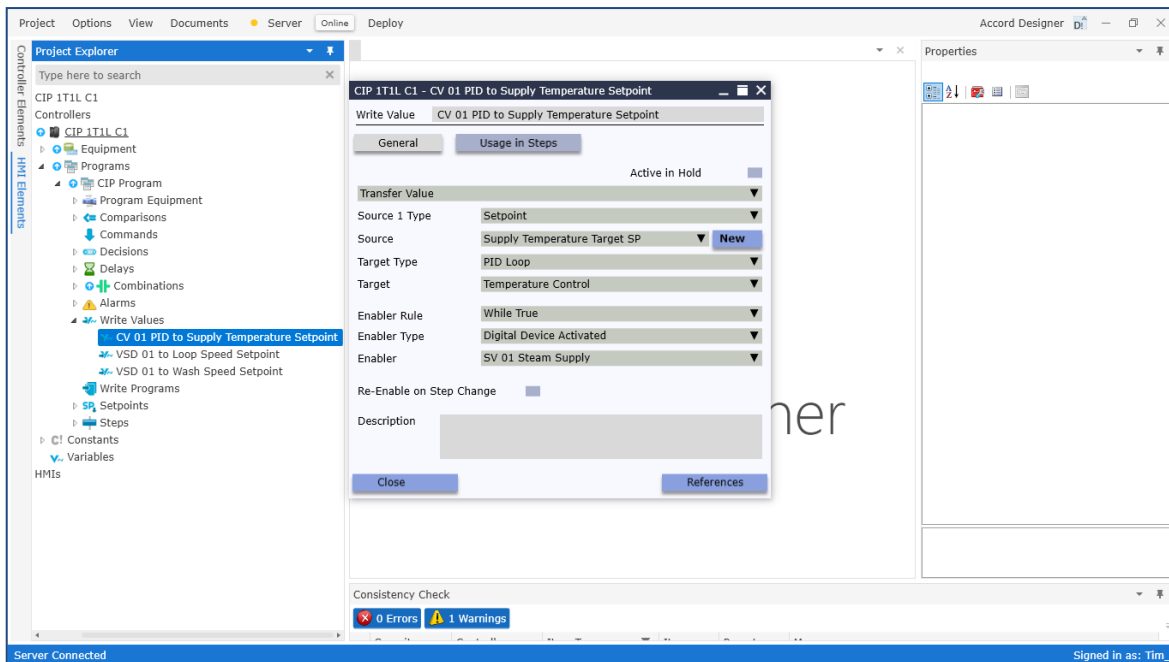 Project Options View Documents Server Online Deploy Accord Designer
Controller Elements
HMI Elements
Project Explorer
Type here to search
CIP 1T1L C1
Controllers
CIP 1T1L C1
Equipment
Programs
CIP Program
Program Equipment
Comparisons
Commands
Decisions
Delays
Combinations
Alarms
Write Values
CV 01 PID to Supply Temperature Setpoint
VSD 01 to Loop Speed Setpoint
VSD 01 to Wash Speed Setpoint
Write Programs
SP Setpoints
Steps
C! Constants
Variables
HMIs
CIP 1T1L C1 - CV 01 PID to Supply Temperature Setpoint
Write Value CV 01 PID to Supply Temperature Setpoint
General Usage in Steps
Active in Hold
Transfer Value
Source 1 Type Setpoint
Source Supply Temperature Target SP New
Target Type PID Loop
Target Temperature Control
Enabler Rule While True
Enabler Type Digital Device Activated
Enabler SV 01 Steam Supply
Re-Enable on Step Change
Description
Close References
ner
Properties
Consistency Check
0 Errors 1 Warnings
Server Connected Signed in as: Tim_